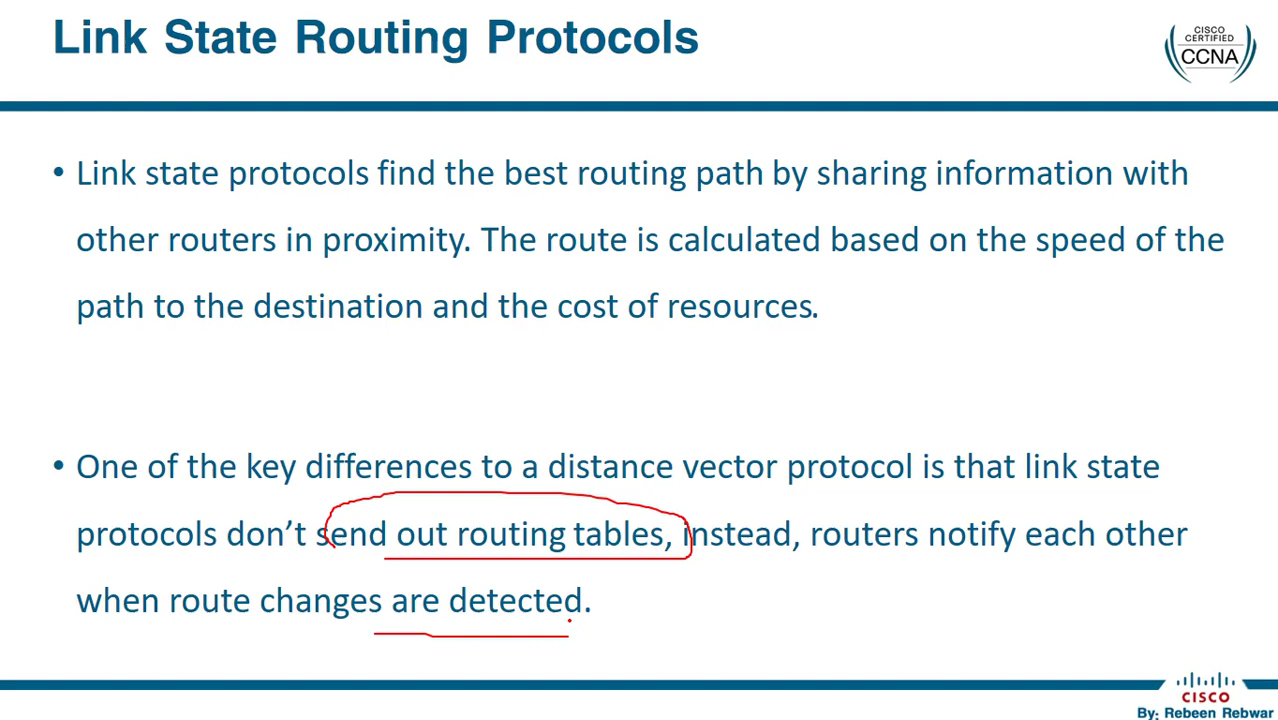 Link State Routing Protocols
CISCO
CERTIFIED
CCNA
• Link state protocols find the best routing path by sharing information with
other routers in proximity. The route is calculated based on the speed of the
path to the destination and the cost of resources.
• One of the key differences to a distance vector protocol is that link state
protocols don’t send out routing tables, instead, routers notify each other
when route changes are detected.
CISCO
By: Rebeen Rebwar